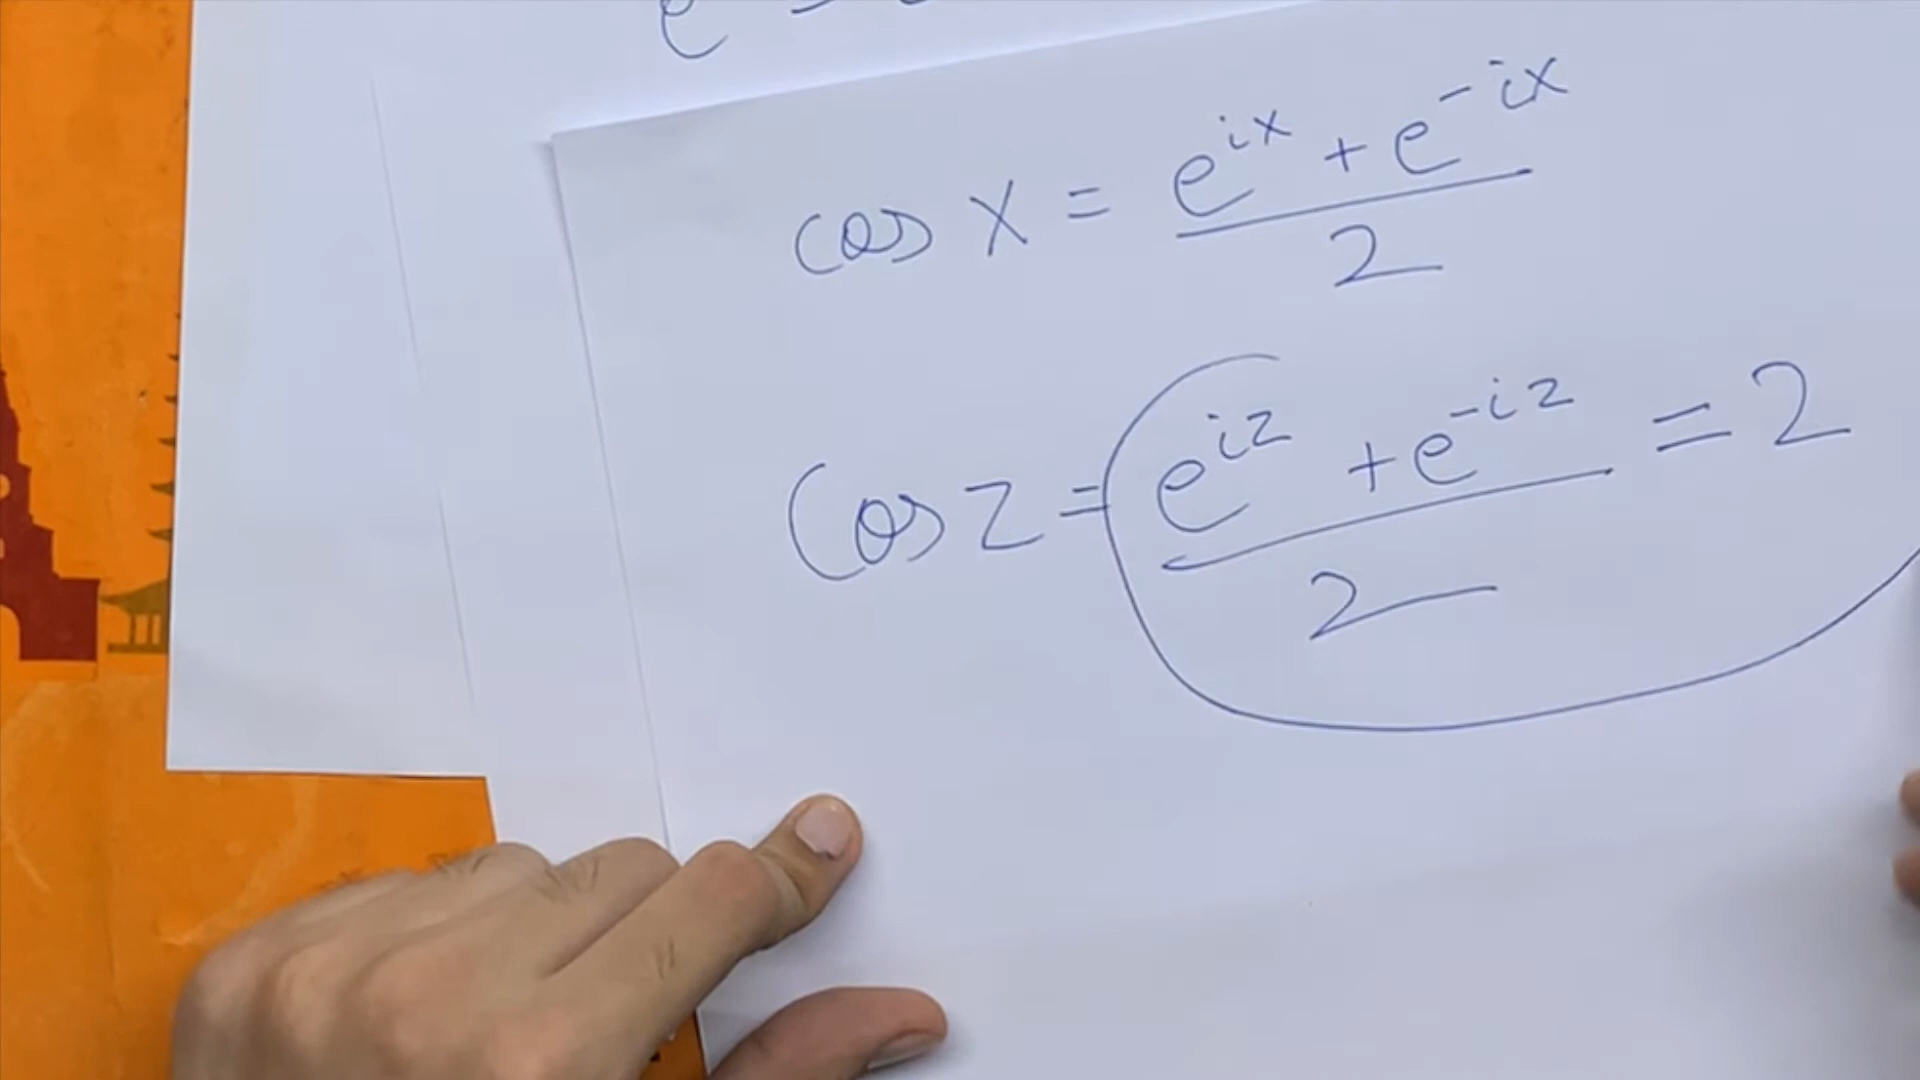 e
cos x = (e^{ix} + e^{-ix})/2
Cos z = (e^{iz} + e^{-iz})/2 = 2